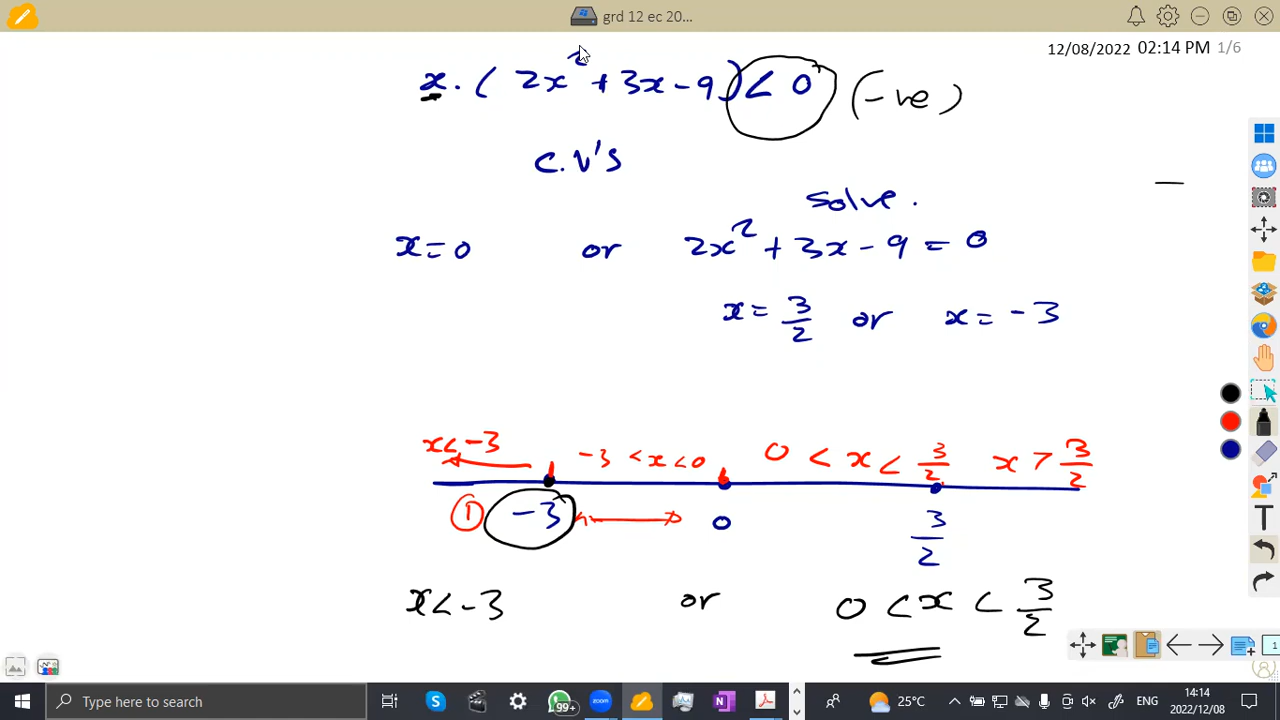 grd 12 ec 20...
12/08/2022 02:14 PM 1/6
x. ( 2x² + 3x - 9 ) < 0 (-ve)
C.V'S
solve.
x = 0 or 2x² + 3x - 9 = 0
x = 3/2 or x = -3
x < -3 -3 < x < 0 0 < x < 3/2 x > 3/2
① -3 0 3/2
x < -3 or 0 < x < 3/2
1
Type here to search
99+
25°C
ENG
14:14
2022/12/08